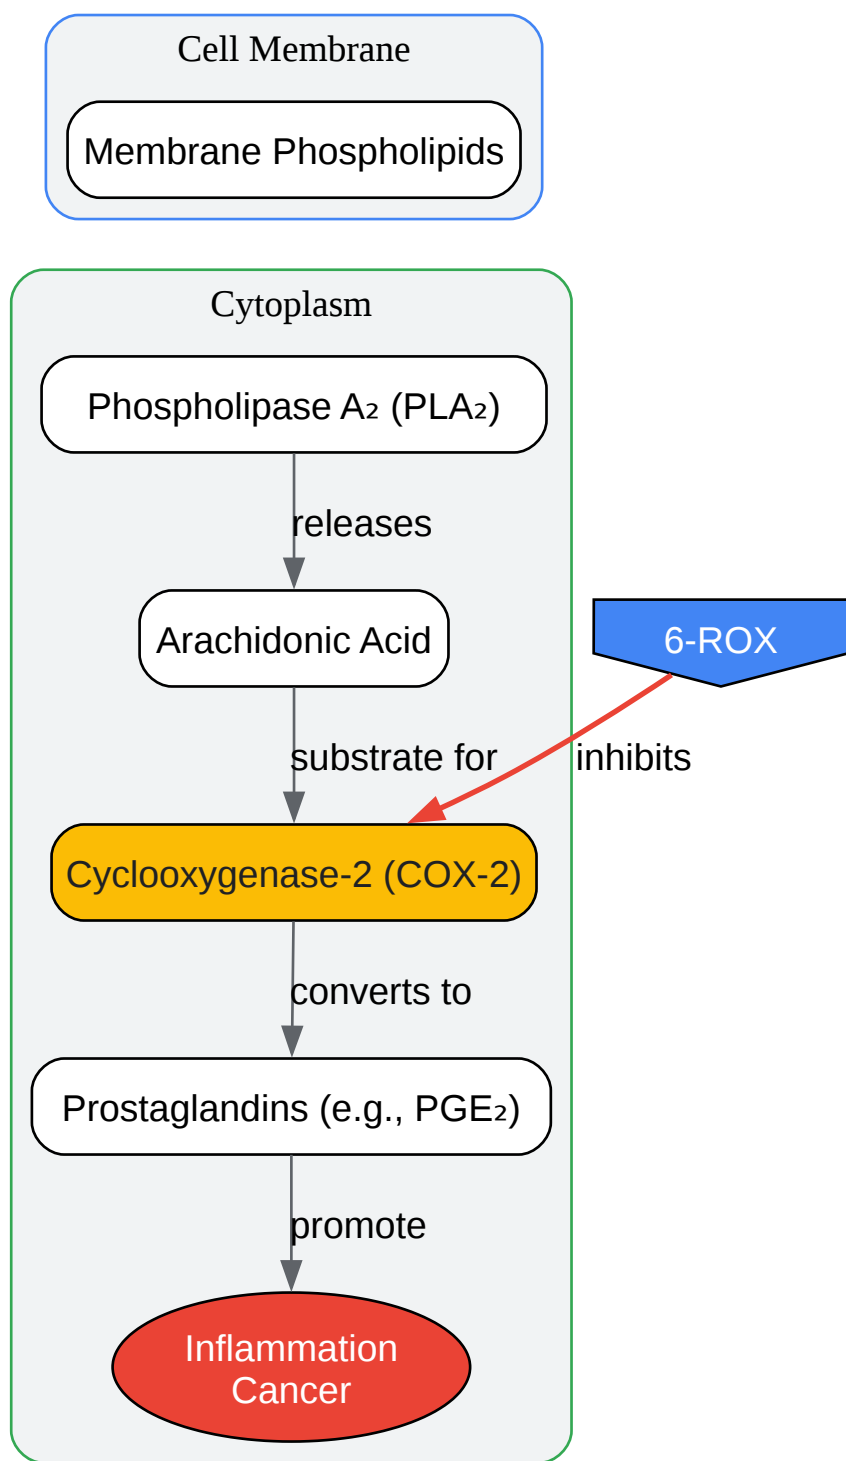 Cell Membrane
Membrane Phospholipids
Cytoplasm
Phospholipase A₂ (PLA₂)
releases
Arachidonic Acid
6-ROX
substrate for
inhibits
Cyclooxygenase-2 (COX-2)
converts to
Prostaglandins (e.g., PGE₂)
promote
Inflammation
Cancer